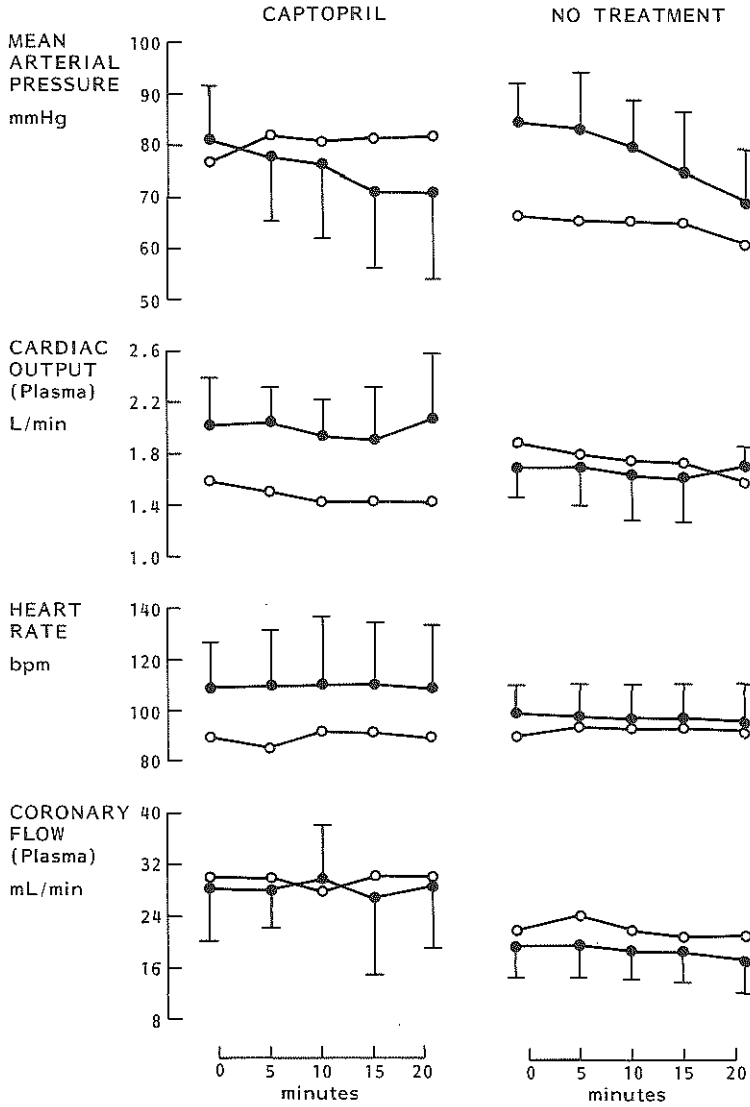 CAPTOPRIL
NO TREATMENT
MEAN
ARTERIAL
PRESSURE
mmHg
100
90
80
70
60
50
CARDIAC
OUTPUT
(Plasma)
L/min
2.6
2.2
1.8
1.4
1.0
HEART
RATE
bpm
140
110
100
80
CORONARY
FLOW
(Plasma)
mL/min
40
32
24
16
8
0 5 10 15 20
minutes
0 5 10 15 20
minutes